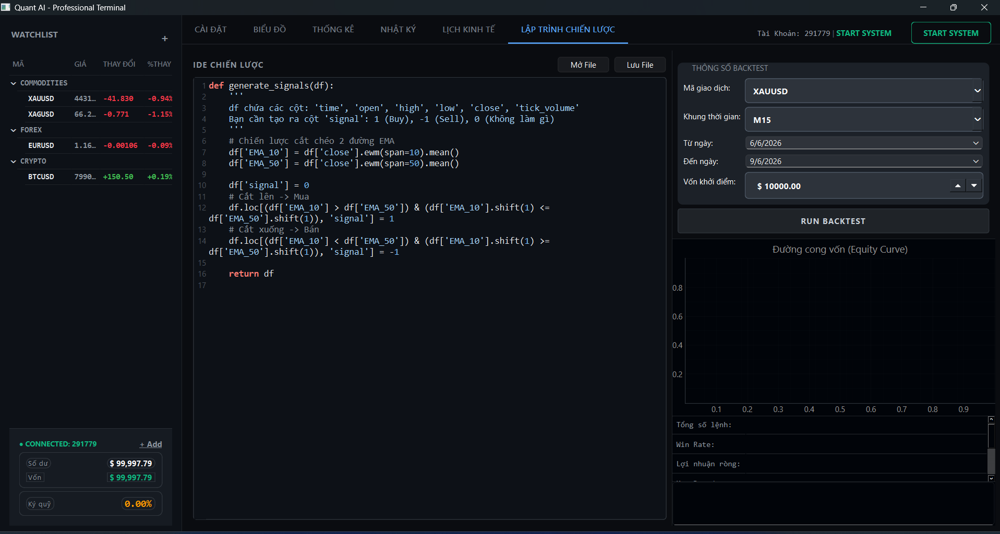 Quant AI - Professional Terminal
WATCHLIST
+
MÃ GIÁ THAY ĐỔI %THAY
COMMODITIES
XAUUSD 4431... -41.830 -0.94%
XAGUSD 66.2... -0.771 -1.15%
FOREX
EURUSD 1.16... -0.00106 -0.09%
CRYPTO
BTCUSD 7990... +150.50 +0.19%
• CONNECTED: 291779 + Add
Số dư $ 99,997.79
Vốn $ 99,997.79
Ký quỹ 0.00%
CÀI ĐẶT BIỂU ĐỒ THỐNG KÊ NHẬT KÝ LỊCH KINH TẾ LẬP TRÌNH CHIẾN LƯỢC
Tài Khoản: 291779 | START SYSTEM START SYSTEM
IDE CHIẾN LƯỢC Mở File Lưu File
1 def generate_signals(df):
2     '''
3     df chứa các cột: 'time', 'open', 'high', 'low', 'close', 'tick_volume'
4     Bạn cần tạo ra cột 'signal': 1 (Buy), -1 (Sell), 0 (Không làm gì)
5     '''
6     # Chiến lược cắt chéo 2 đường EMA
7     df['EMA_10'] = df['close'].ewm(span=10).mean()
8     df['EMA_50'] = df['close'].ewm(span=50).mean()
9
10     df['signal'] = 0
11     # Cắt lên -> Mua
12     df.loc[(df['EMA_10'] > df['EMA_50']) & (df['EMA_10'].shift(1) <=
df['EMA_50'].shift(1)), 'signal'] = 1
13     # Cắt xuống -> Bán
14     df.loc[(df['EMA_10'] < df['EMA_50']) & (df['EMA_10'].shift(1) >=
df['EMA_50'].shift(1)), 'signal'] = -1
15
16     return df
17
THÔNG SỐ BACKTEST
Mã giao dịch: XAUUSD
Khung thời gian: M15
Từ ngày: 6/6/2026
Đến ngày: 9/6/2026
Vốn khởi điểm: $ 10000.00
RUN BACKTEST
Đường cong vốn (Equity Curve)
0.8
0.6
0.4
0.2
0.1 0.2 0.3 0.4 0.5 0.6 0.7 0.8 0.9
Tổng số lệnh:
Win Rate:
Lợi nhuận ròng: